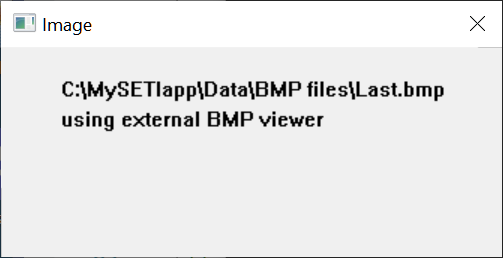 Image
C:\MySETIapp\Data\BMP files\Last.bmp
using external BMP viewer